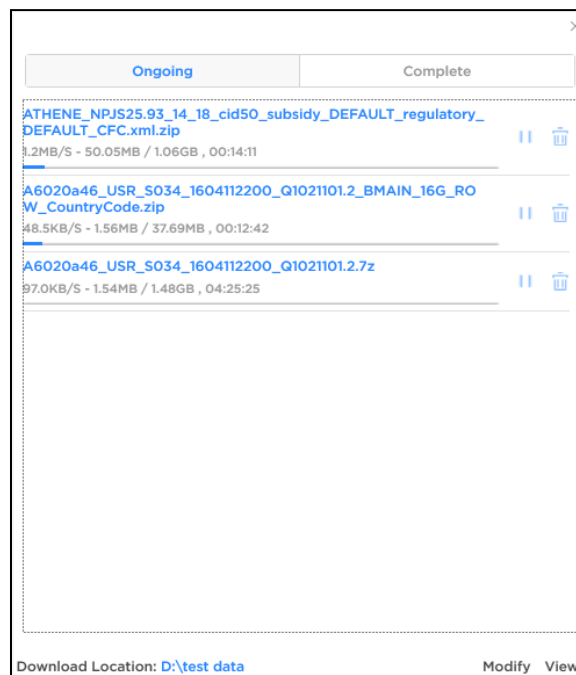 Ongoing Complete
ATHENE_NPJS25.93_14_18_cid50_subsidy_DEFAULT_regulatory_
DEFAULT_CFC.xml.zip
1.2MB/S - 50.05MB / 1.06GB , 00:14:11
A6020a46_USR_S034_1604112200_Q1021101.2_BMAIN_16G_RO
W_CountryCode.zip
48.5KB/S - 1.56MB / 37.69MB , 00:12:42
A6020a46_USR_S034_1604112200_Q1021101.2.7z
97.0KB/S - 1.54MB / 1.48GB , 04:25:25
Download Location: D:\test data Modify View